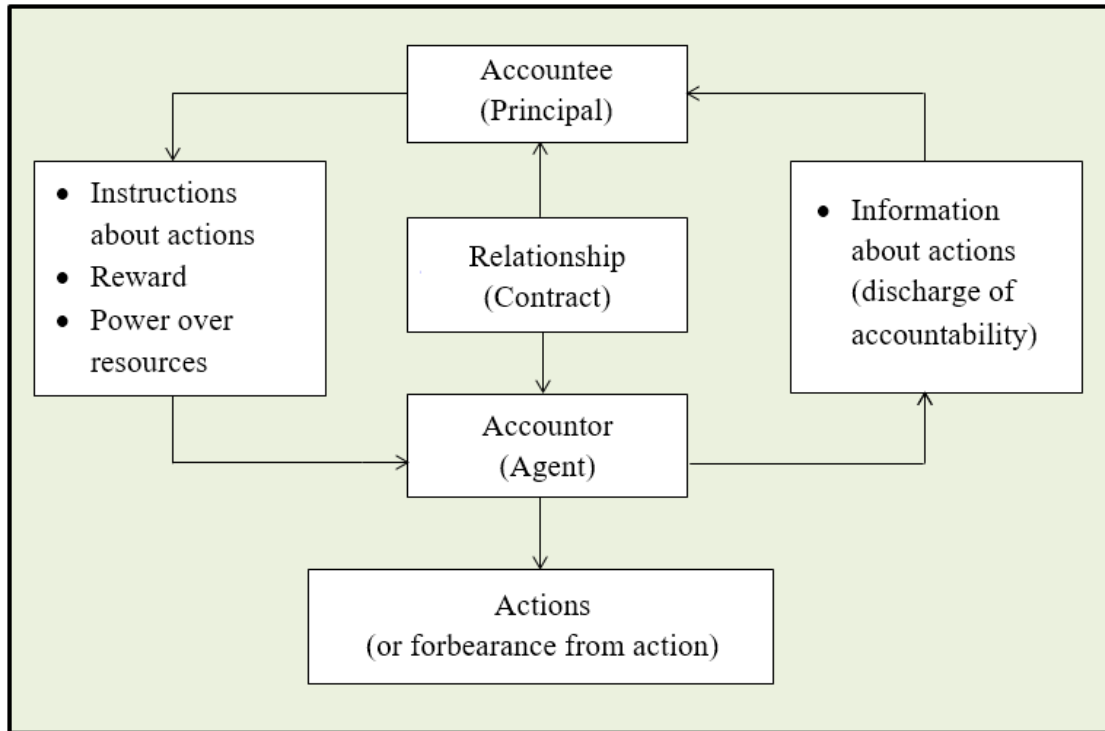 Accountee
(Principal)
• Instructions
about actions
• Reward
• Power over
resources
Relationship
(Contract)
• Information
about actions
(discharge of
accountability)
Accountor
(Agent)
Actions
(or forbearance from action)